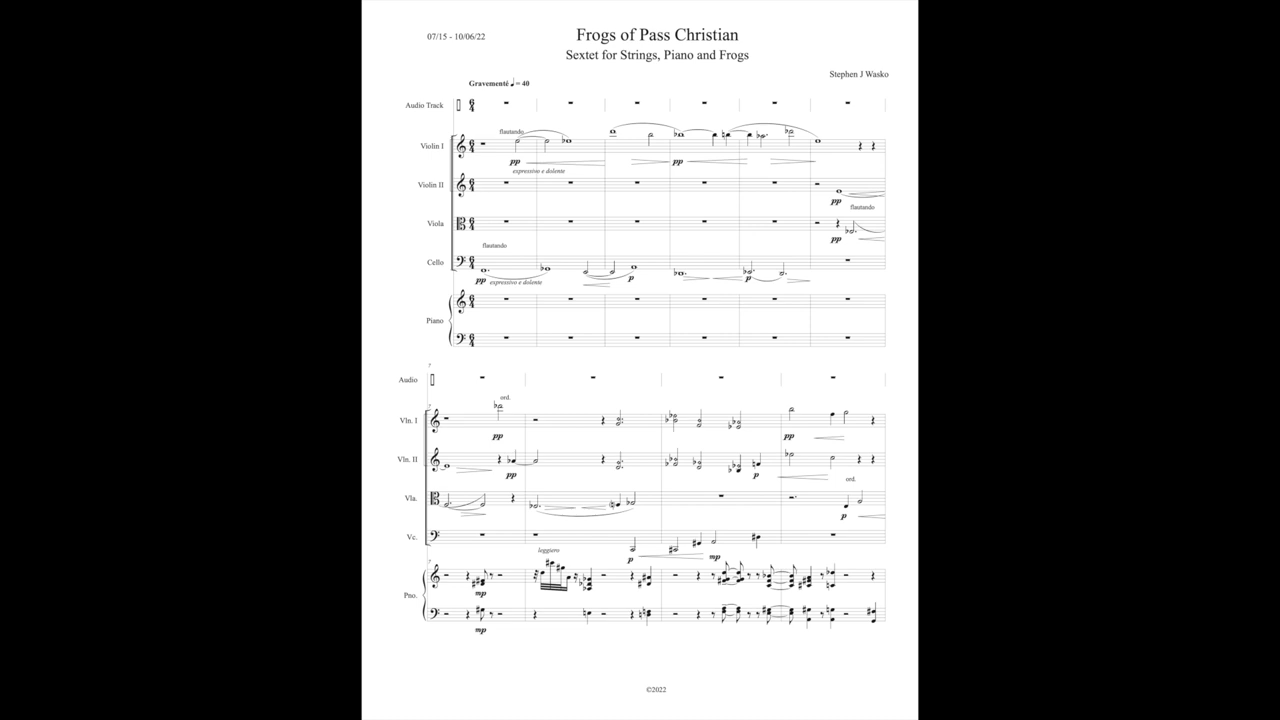 Frogs of Pass Christian
07/15 - 10/06/22
Sextet for Strings, Piano and Frogs
Stephen J Wasko
Gravementé ♩= 40
Audio Track
flautando
Violin I
pp pp
expressivo e dolente
Violin II
pp
flautando
Viola
pp
flautando
Cello
pp expressivo e dolente p p
Piano
7
Audio
ord.
7
Vln. I
pp pp
Vln. II
pp p
ord.
Vla.
p
Vc.
leggiero
p mp
7
Pno.
mp
mp
©2022